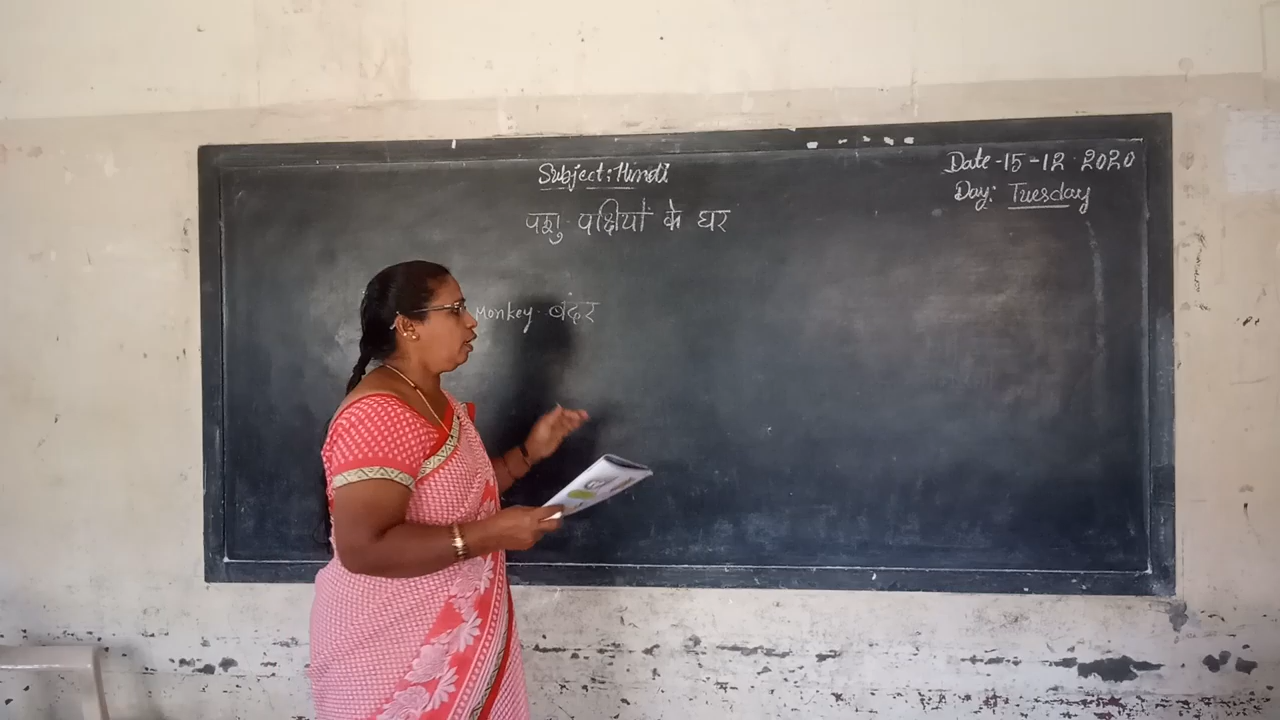 Subject: Hindi
Date -15-12-2020
Day: Tuesday
पशु पक्षियों के घर
Monkey - बंदर